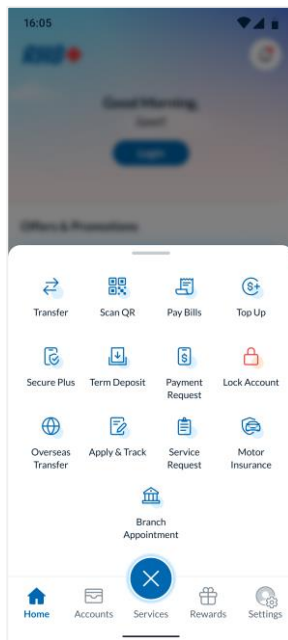 16:05
Good Morning,
Guest!
Login
Offers & Promotions
Transfer
Scan QR
Pay Bills
Top Up
Secure Plus
Term Deposit
Payment
Request
Lock Account
Overseas
Transfer
Apply & Track
Service
Request
Motor
Insurance
Branch
Appointment
Home
Accounts
Services
Rewards
Settings